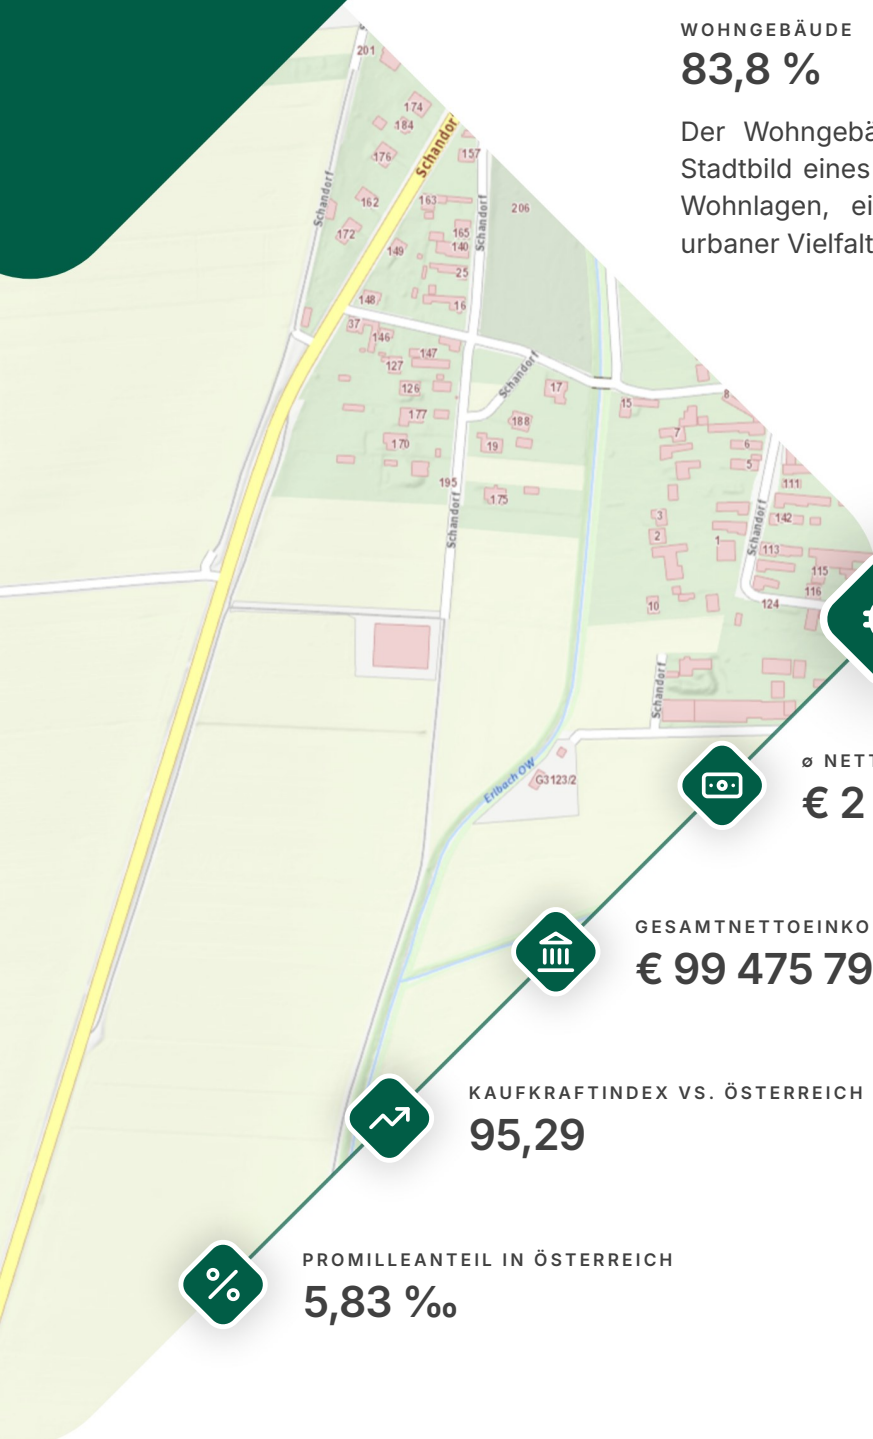 WOHNGEBÄUDE
83,8 %
Der Wohngebä
Stadtbild eines
Wohnlagen, ei
urbaner Vielfalt
201
174
184
Schandor
176
157
162
163
Schandorf
Schandorf
206
172
165
149
140
25
148
16
37
146
147
127
Schandorf
126
17
15
8
177
188
7
170
19
6
5
195
111
175
Schandorf
3
142
Schandorf
2
1
113
115
116
10
124
Schandorf
Erlbach OW
G3123/2
ø NETT
€ 2
GESAMTNETTOEINKO
€ 99 475 79
KAUFKRAFTINDEX VS. ÖSTERREICH
95,29
PROMILLEANTEIL IN ÖSTERREICH
5,83 ‰